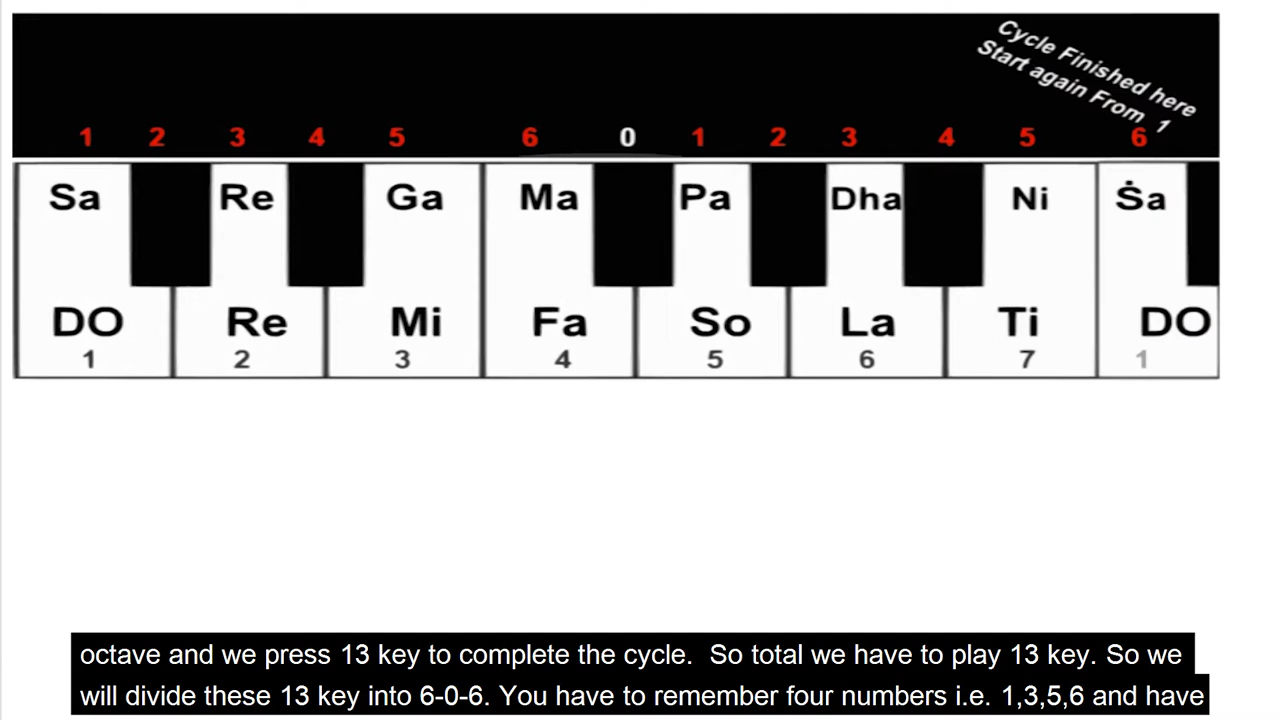 Cycle Finished here
Start again From 1
1 2 3 4 5 6 0 1 2 3 4 5 6
Sa Re Ga Ma Pa Dha Ni Ṡa
DO Re Mi Fa So La Ti DO
1 2 3 4 5 6 7 1
octave and we press 13 key to complete the cycle. So total we have to play 13 key. So we
will divide these 13 key into 6-0-6. You have to remember four numbers i.e. 1,3,5,6 and have